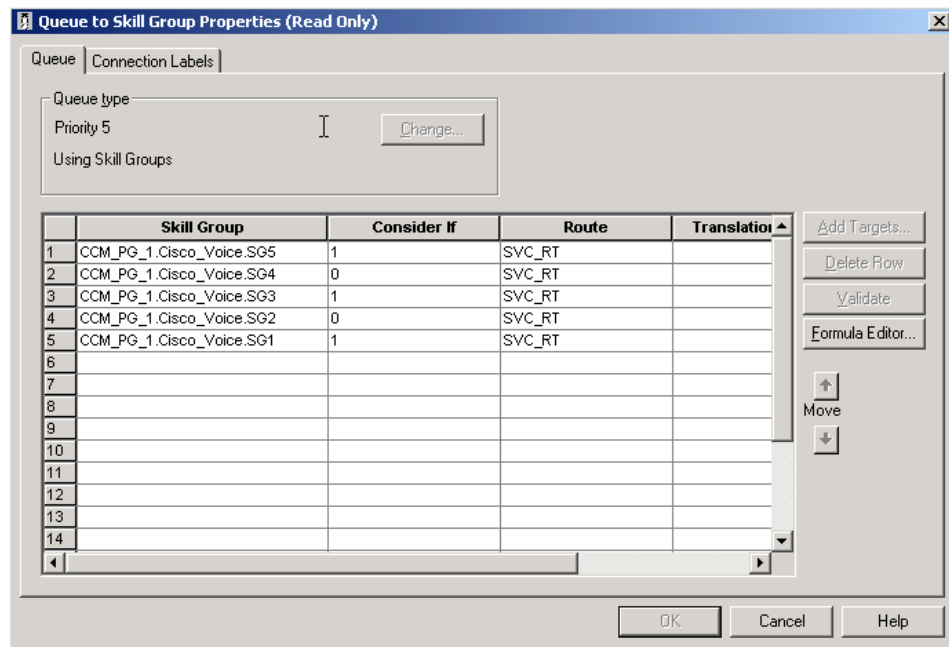 Queue to Skill Group Properties (Read Only)
Queue Connection Labels
Queue type
Priority 5
Change...
Using Skill Groups
Skill Group Consider If Route Translation
1 CCM_PG_1.Cisco_Voice.SG5 1 SVC_RT
2 CCM_PG_1.Cisco_Voice.SG4 0 SVC_RT
3 CCM_PG_1.Cisco_Voice.SG3 1 SVC_RT
4 CCM_PG_1.Cisco_Voice.SG2 0 SVC_RT
5 CCM_PG_1.Cisco_Voice.SG1 1 SVC_RT
6
7
8
9
10
11
12
13
14
Add Targets...
Delete Row
Validate
Formula Editor...
Move
OK Cancel Help